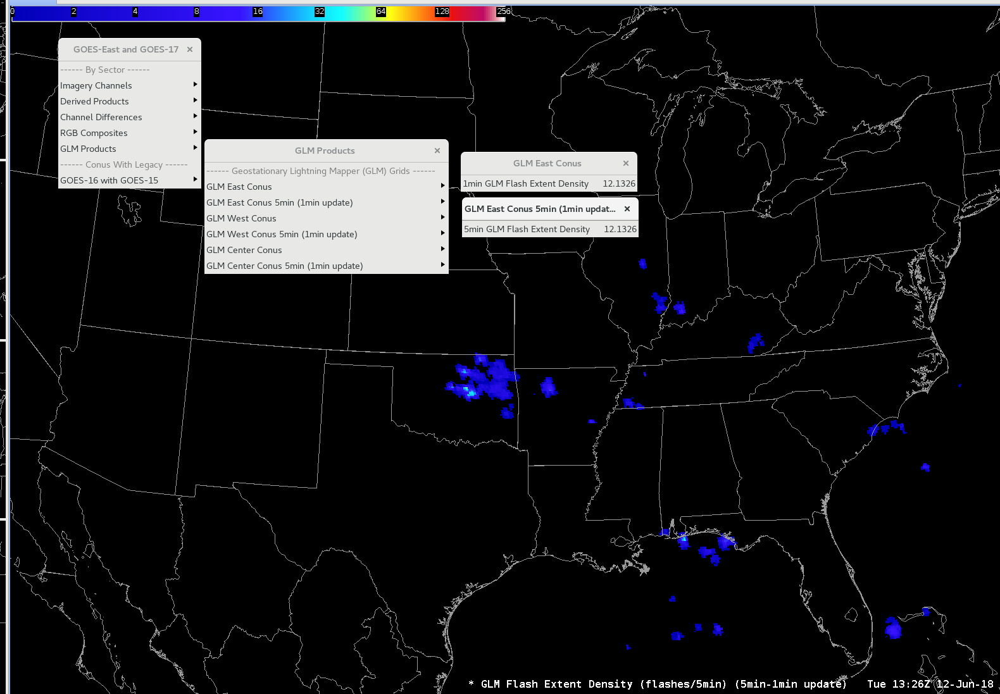 0 2 4 8 16 32 64 128 256
GOES-East and GOES-17 ×
------ By Sector ------
Imagery Channels
Derived Products
Channel Differences
RGB Composites
GLM Products
------ Conus With Legacy ------
GOES-16 with GOES-15
GLM Products ×
------ Geostationary Lightning Mapper (GLM) Grids ------
GLM East Conus
GLM East Conus 5min (1min update)
GLM West Conus
GLM West Conus 5min (1min update)
GLM Center Conus
GLM Center Conus 5min (1min update)
GLM East Conus ×
1min GLM Flash Extent Density 12.1326
GLM East Conus 5min (1min updat... ×
5min GLM Flash Extent Density 12.1326
* GLM Flash Extent Density (flashes/5min) (5min-1min update) Tue 13:26Z 12-Jun-18